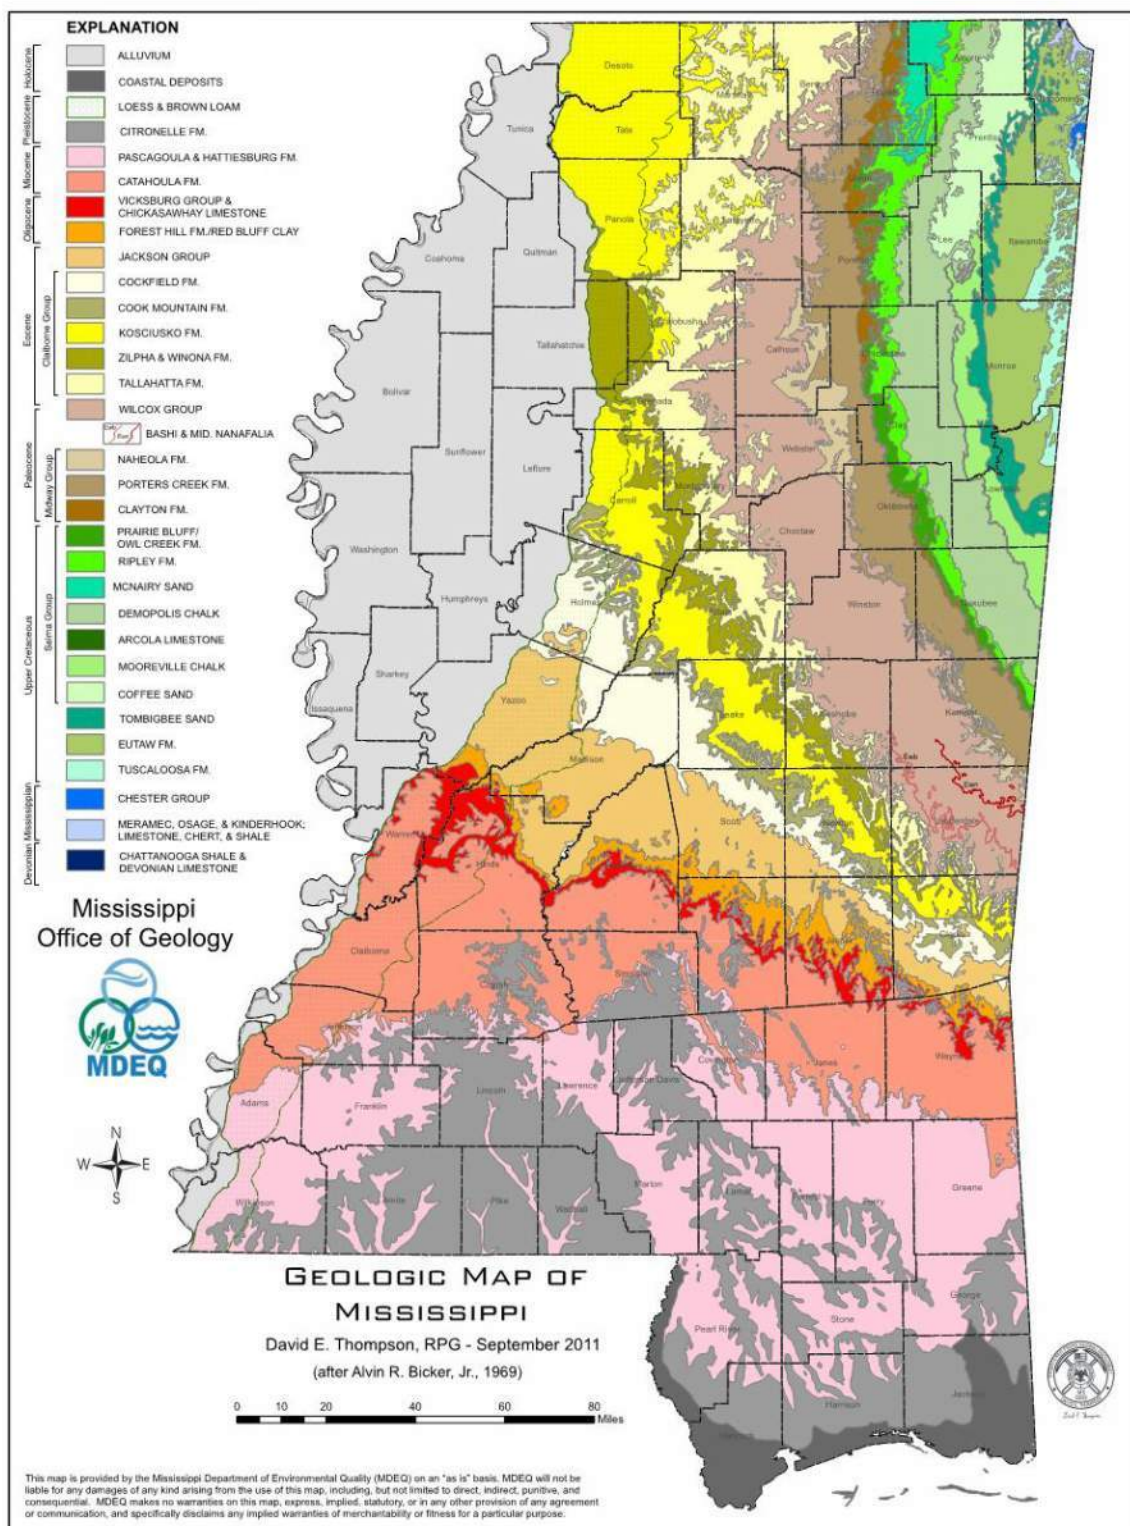 EXPLANATION
Holocene
Pleistocene
Miocene
Oligocene
Eocene
Claiborne Group
Paleocene
Midway Group
Upper Cretaceous
Selma Group
Mississippian
Devonian
ALLUVIUM
COASTAL DEPOSITS
LOESS & BROWN LOAM
CITRONELLE FM.
PASCAGOULA & HATTIESBURG FM.
CATAHOULA FM.
VICKSBURG GROUP &
CHICKASAWHAY LIMESTONE
FOREST HILL FM./RED BLUFF CLAY
JACKSON GROUP
COCKFIELD FM.
COOK MOUNTAIN FM.
KOSCIUSKO FM.
ZILPHA & WINONA FM.
TALLAHATTA FM.
WILCOX GROUP
BASHI & MID. NANAFALIA
NAHEOLA FM.
PORTERS CREEK FM.
CLAYTON FM.
PRAIRIE BLUFF/
OWL CREEK FM.
RIPLEY FM.
MCNAIRY SAND
DEMOPOLIS CHALK
ARCOLA LIMESTONE
MOOREVILLE CHALK
COFFEE SAND
TOMBIGBEE SAND
EUTAW FM.
TUSCALOOSA FM.
CHESTER GROUP
MERAMEC, OSAGE, & KINDERHOOK;
LIMESTONE, CHERT, & SHALE
CHATTANOOGA SHALE &
DEVONIAN LIMESTONE
Mississippi
Office of Geology
MDEQ
N
W E
S
Desoto
Tunica
Tate
Panola
Coahoma
Quitman
Lee
Itawamba
Tallahatchie
Calhoun
Monroe
Bolivar
Sunflower
Leflore
Webster
Clay
Carroll
Montgomery
Choctaw
Oktibbeha
Washington
Humphreys
Holmes
Winston
Sharkey
Issaquena
Yazoo
Leake
Madison
Scott
Warren
Hinds
Claiborne
Jones
Wayne
Adams
Franklin
Lincoln
Lawrence
Jefferson Davis
Covington
Wilkinson
Amite
Pike
Walthall
Marion
Lamar
Perry
Greene
George
Pearl River
Stone
Harrison
GEOLOGIC MAP OF
MISSISSIPPI
David E. Thompson, RPG - September 2011
(after Alvin R. Bicker, Jr., 1969)
0 20 40 60 80
Miles
This map is provided by the Mississippi Department of Environmental Quality (MDEQ) on an "as is" basis. MDEQ will not be
liable for any damages of any kind arising from the use of this map, including, but not limited to direct, indirect, punitive, and
consequential. MDEQ makes no warranties on this map, express, implied, statutory, or in any other provision of any agreement
or communication, and specifically disclaims any implied warranties of merchantability or fitness for a particular purpose.